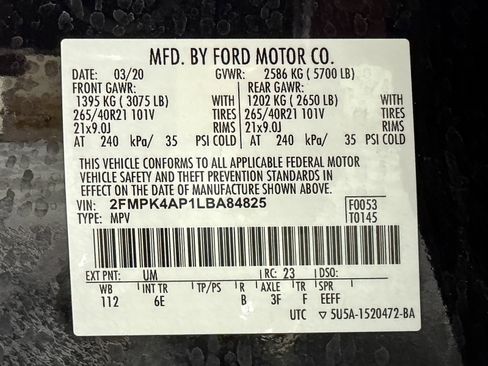 MFD. BY FORD MOTOR CO.
DATE: 03/20 GVWR: 2586 KG ( 5700 LB)
FRONT GAWR: REAR GAWR:
1395 KG ( 3075 LB) WITH 1202 KG ( 2650 LB) WITH
265/40R21 101V TIRES 265/40R21 101V TIRES
21x9.0J RIMS 21x9.0J RIMS
AT 240 kPa/ 35 PSI COLD AT 240 kPa/ 35 PSI COLD
THIS VEHICLE CONFORMS TO ALL APPLICABLE FEDERAL MOTOR
VEHICLE SAFETY AND THEFT PREVENTION STANDARDS IN
EFFECT ON THE DATE OF MANUFACTURE SHOWN ABOVE.
VIN: 2FMPK4AP1LBA84825 F0053
TYPE: MPV T0145
EXT PNT: UM RC: 23 DSO:
WB INT TR TP/PS R AXLE TR SPR
112 6E B 3F F EEFF
UTC ▽ 5U5A-1520472-BA